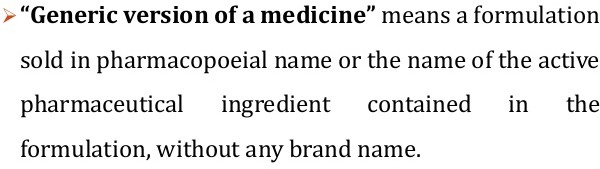 ➢“Generic version of a medicine” means a formulation
sold in pharmacopoeial name or the name of the active
pharmaceutical ingredient contained in the
formulation, without any brand name.